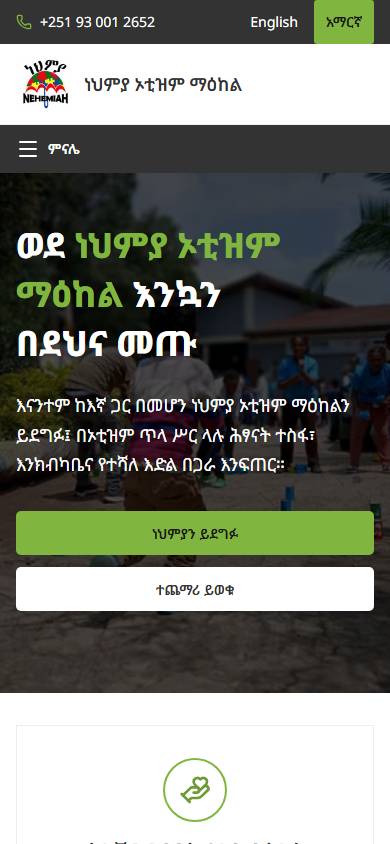 +251 93 001 2652
English
አማርኛ
ነህምያ
NEHEMIAH
ነህምያ ኦቲዝም ማዕከል
ምናሌ
ወደ ነህምያ ኦቲዝም
ማዕከል እንኳን
በደህና መጡ
እናንተም ከእኛ ጋር በመሆን ነህምያ ኦቲዝም ማዕከልን
ይደግፉ፤ በኦቲዝም ጥላ ሥር ላሉ ሕፃናት ተስፋ፣
እንክብካቤና የተሻለ እድል በጋራ እንፍጠር።
ነህምያን ይደግፉ
ተጨማሪ ይወቁ